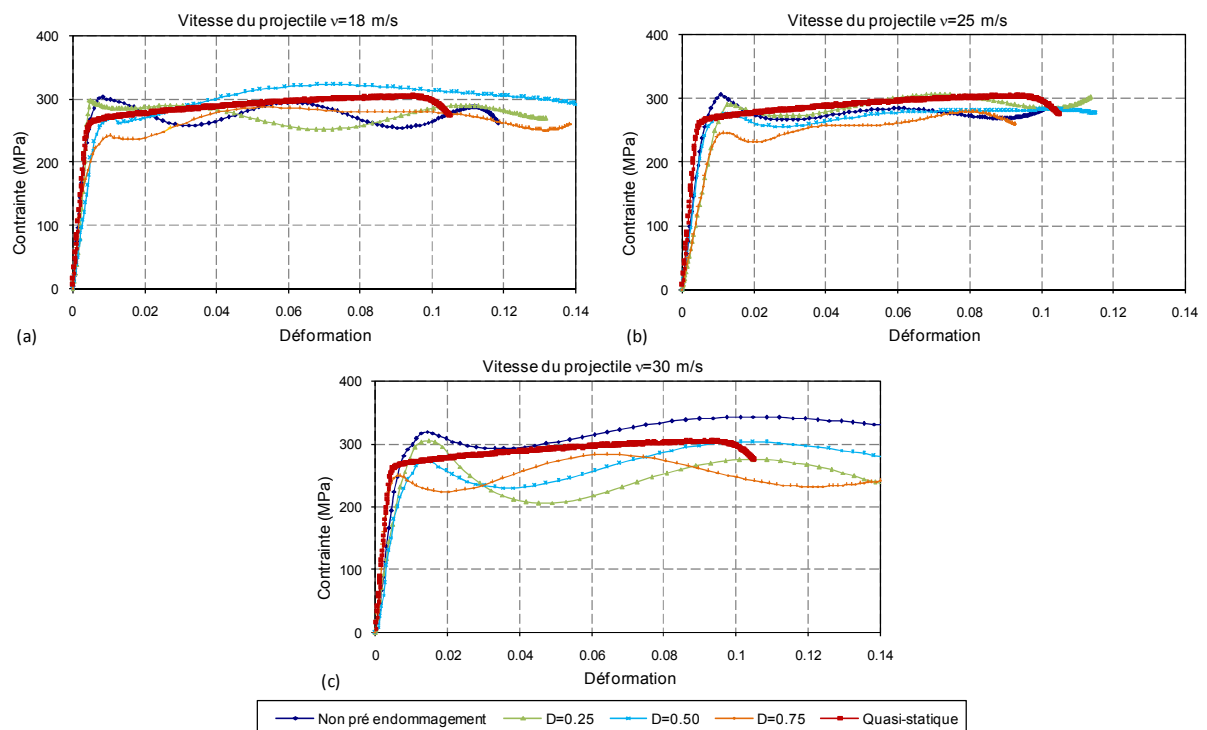 Vitesse du projectile ν=18 m/s
400
300
200
100
0
Contrainte (MPa)
0 0.02 0.04 0.06 0.08 0.1 0.12 0.14
Déformation
(a)
Vitesse du projectile ν=25 m/s
400
300
200
100
0
Contrainte (MPa)
0 0.02 0.04 0.06 0.08 0.1 0.12 0.14
Déformation
(b)
Vitesse du projectile ν=30 m/s
400
300
200
100
0
Contrainte (MPa)
0 0.02 0.04 0.06 0.08 0.1 0.12 0.14
Déformation
(c)
Non pré endommagement D=0.25 D=0.50 D=0.75 Quasi-statique